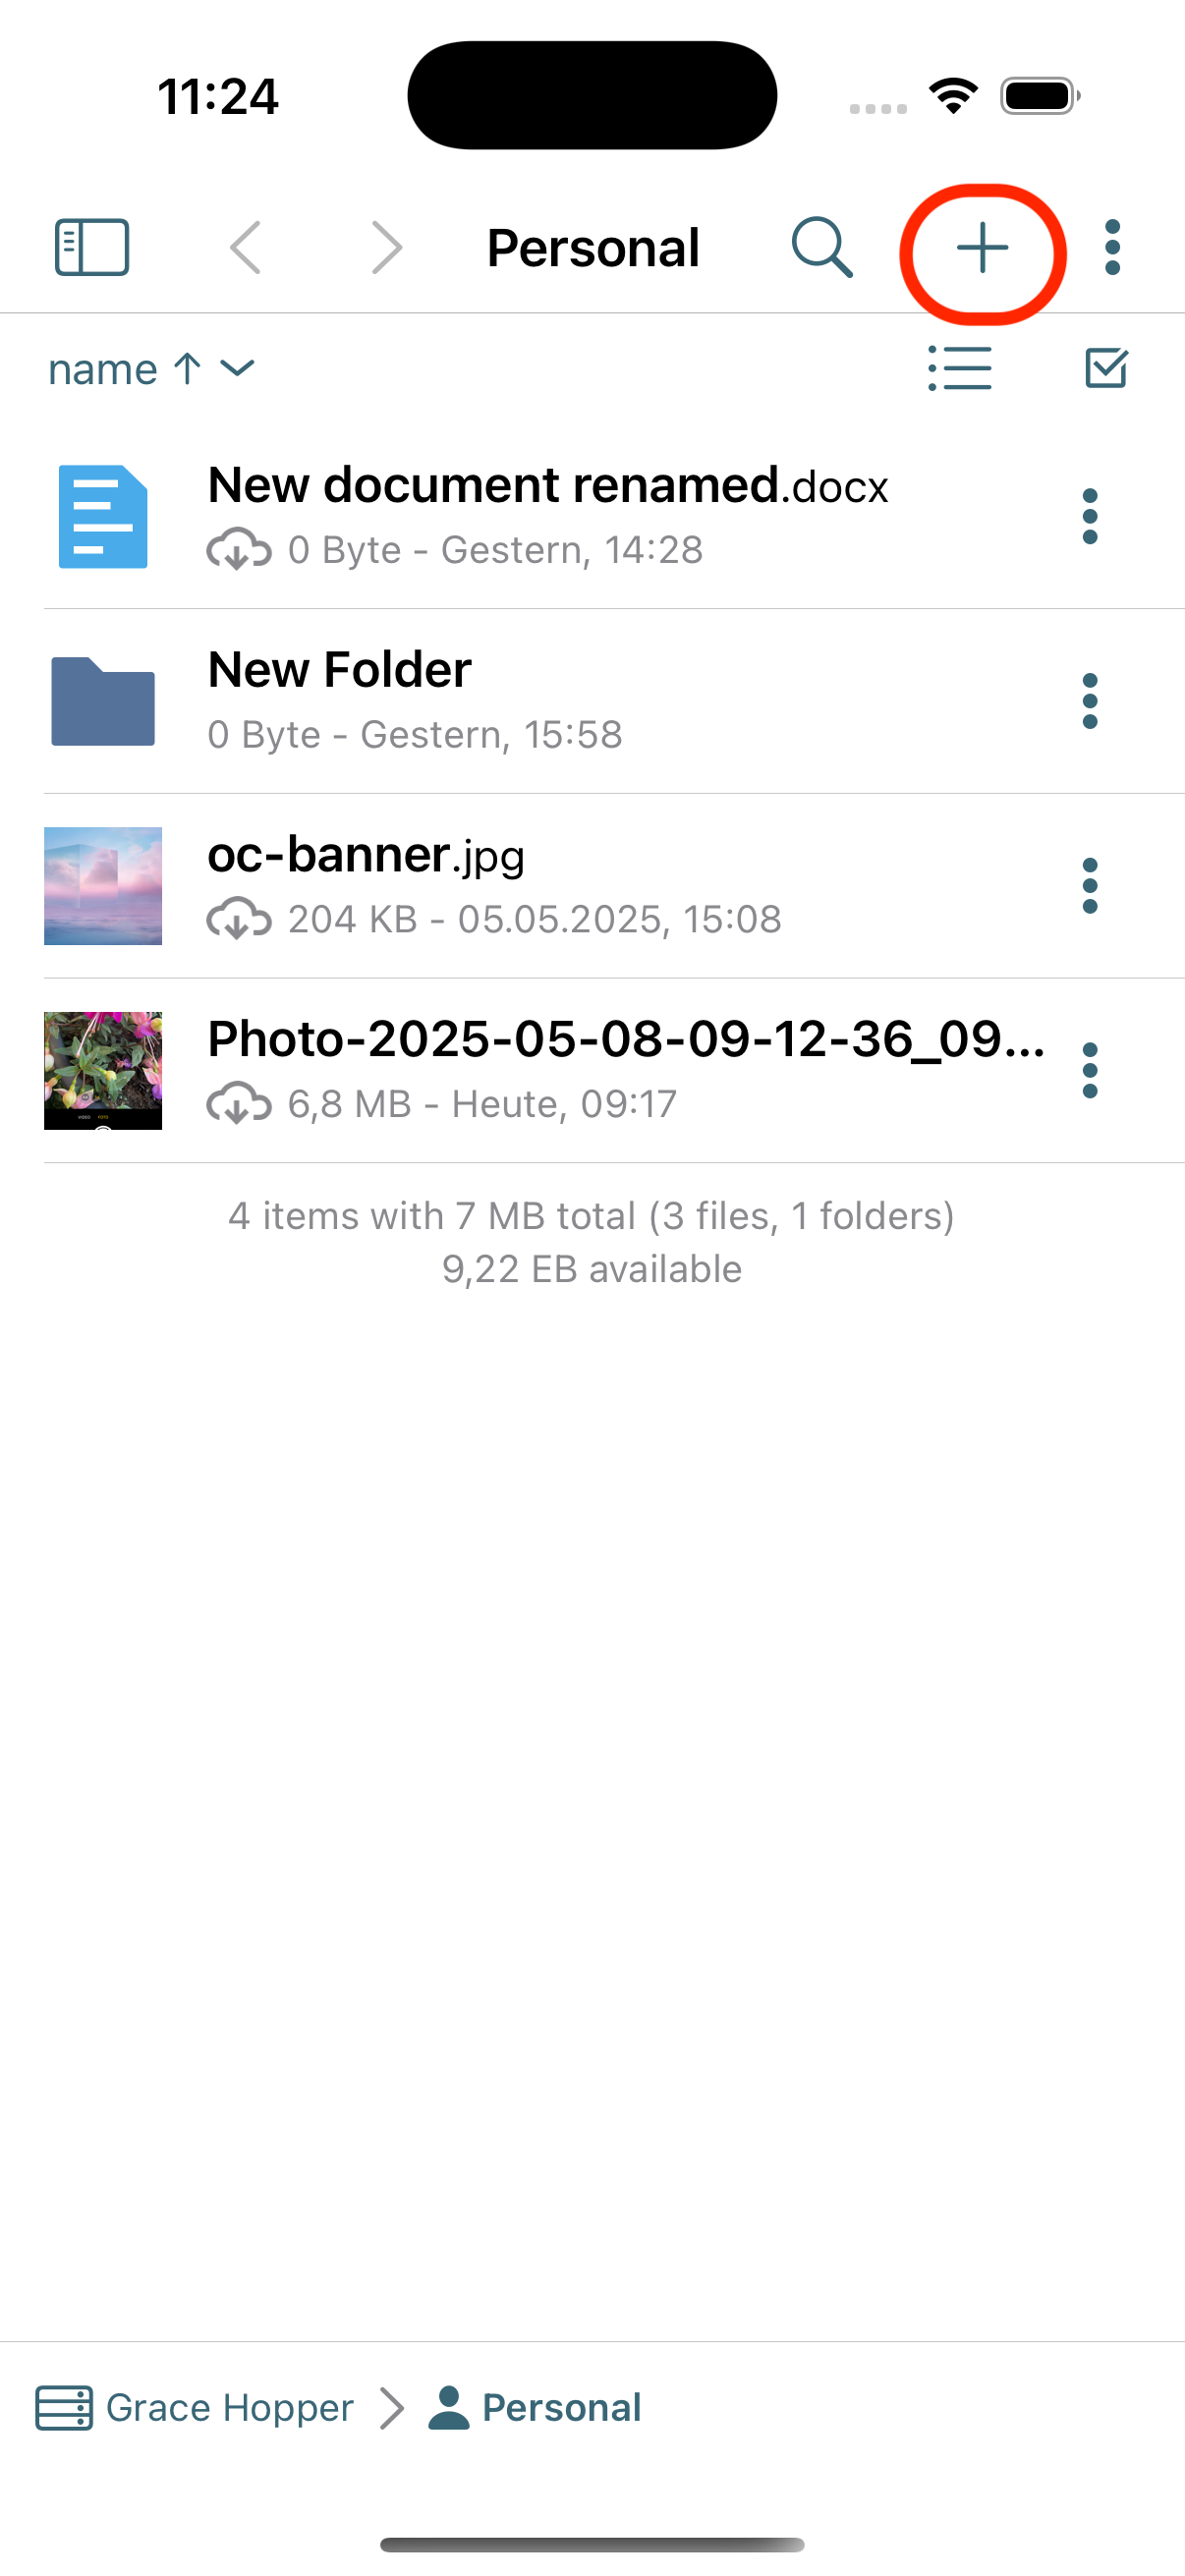 11:24
Personal
name
New document renamed.docx
0 Byte - Gestern, 14:28
New Folder
0 Byte - Gestern, 15:58
oc-banner.jpg
204 KB - 05.05.2025, 15:08
Photo-2025-05-08-09-12-36_09...
6,8 MB - Heute, 09:17
4 items with 7 MB total (3 files, 1 folders)
9,22 EB available
Grace Hopper Personal